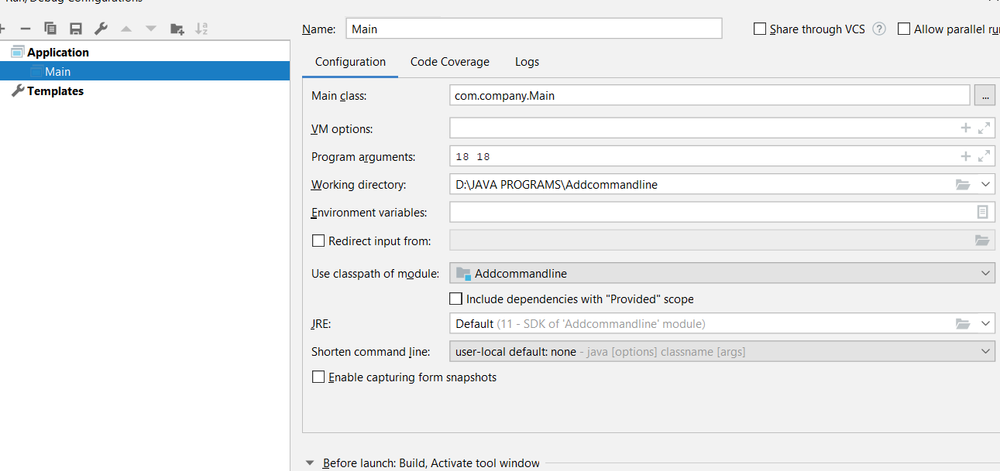 Run/Debug Configurations
Name: Main Share through VCS ? Allow parallel ru
Application
Main
Templates
Configuration Code Coverage Logs
Main class: com.company.Main ...
VM options:
Program arguments: 18 18
Working directory: D:\JAVA PROGRAMS\Addcommandline
Environment variables:
Redirect input from:
Use classpath of module: Addcommandline
Include dependencies with "Provided" scope
JRE: Default (11 - SDK of 'Addcommandline' module)
Shorten command line: user-local default: none - java [options] classname [args]
Enable capturing form snapshots
Before launch: Build, Activate tool window